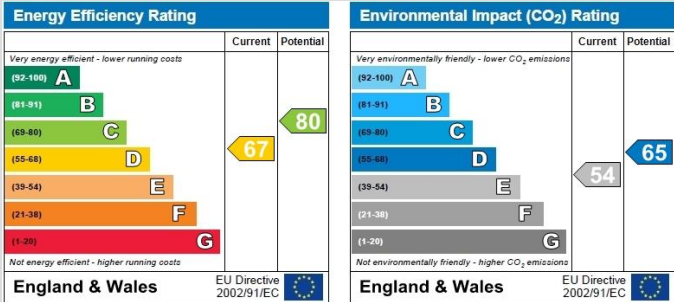 Energy Efficiency Rating
Current Potential
Very energy efficient - lower running costs
(92-100) A
(81-91) B
(69-80) C
(55-68) D
(39-54) E
(21-38) F
(1-20) G
67
80
Not energy efficient - higher running costs
England & Wales
EU Directive
2002/91/EC
Environmental Impact (CO2) Rating
Current Potential
Very environmentally friendly - lower CO2 emissions
(92-100) A
(81-91) B
(69-80) C
(55-68) D
(39-54) E
(21-38) F
(1-20) G
54
65
Not environmentally friendly - higher CO2 emissions
England & Wales
EU Directive
2002/91/EC